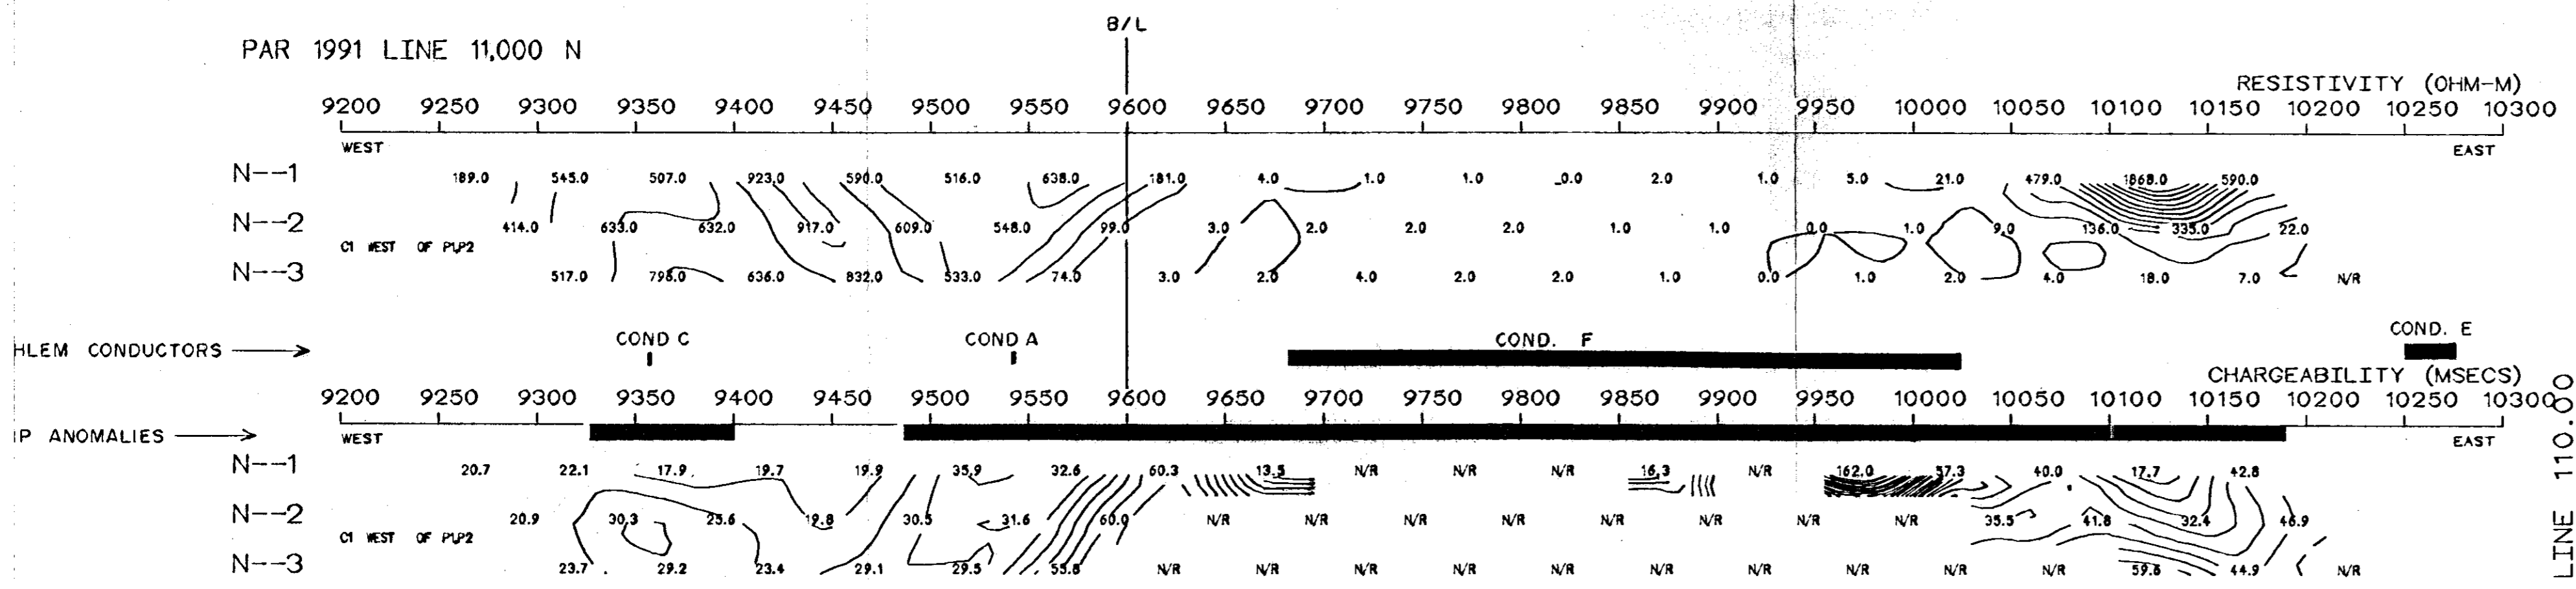 B/L
PAR 1991 LINE 11,000 N
RESISTIVITY (OHM-M)
9200 9250 9300 9350 9400 9450 9500 9550 9600 9650 9700 9750 9800 9850 9900 9950 10000 10050 10100 10150 10200 10250 10300
WEST EAST
N--1 189.0 545.0 507.0 923.0 590.0 516.0 638.0 181.0 4.0 1.0 1.0 0.0 2.0 1.0 5.0 21.0 479.0 1868.0 590.0
N--2 414.0 633.0 632.0 917.0 609.0 548.0 99.0 3.0 2.0 2.0 2.0 1.0 1.0 0.0 1.0 9.0 136.0 335.0 22.0
C1 WEST OF P1,P2
N--3 517.0 798.0 636.0 832.0 533.0 74.0 3.0 2.0 4.0 2.0 2.0 1.0 0.0 1.0 2.0 4.0 18.0 7.0 N/R
HLEM CONDUCTORS COND C COND A COND. F COND. E
CHARGEABILITY (MSECS)
9200 9250 9300 9350 9400 9450 9500 9550 9600 9650 9700 9750 9800 9850 9900 9950 10000 10050 10100 10150 10200 10250 10300
IP ANOMALIES WEST EAST
N--1 20.7 22.1 17.9 19.7 19.9 35.9 32.6 60.3 13.5 N/R N/R N/R 16.3 N/R 162.0 57.3 40.0 17.7 42.8
N--2 20.9 30.3 25.6 19.8 30.5 31.6 60.0 N/R N/R N/R N/R N/R N/R N/R N/R 35.5 41.8 32.4 46.9
C1 WEST OF P1,P2
N--3 23.7 29.2 23.4 29.1 29.5 55.8 N/R N/R N/R N/R N/R N/R N/R N/R N/R N/R 59.6 44.9 N/R
LINE 110.00